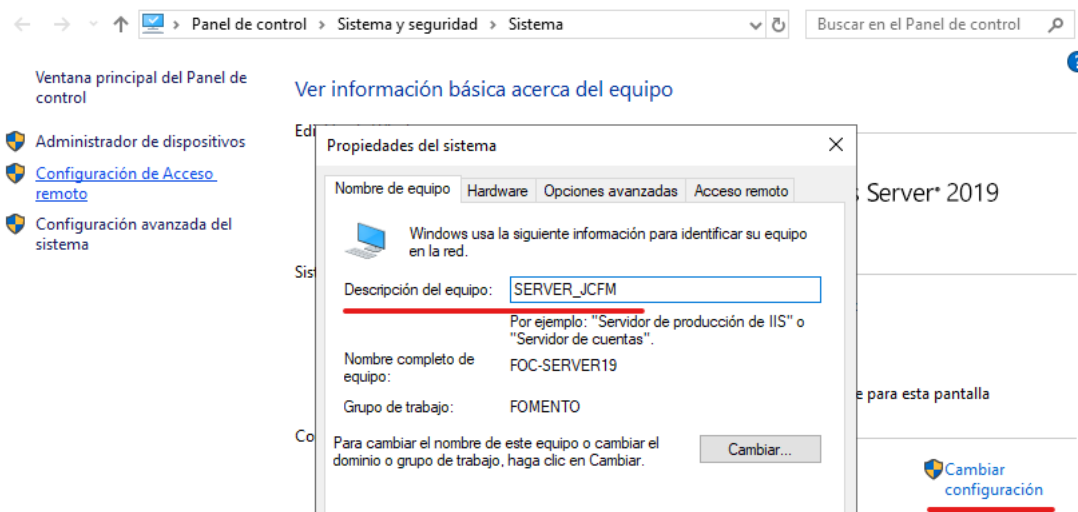 Panel de control > Sistema y seguridad > Sistema
Buscar en el Panel de control
Ventana principal del Panel de
control
Administrador de dispositivos
Configuración de Acceso
remoto
Configuración avanzada del
sistema
Ver información básica acerca del equipo
Propiedades del sistema
Nombre de equipo
Hardware
Opciones avanzadas
Acceso remoto
Windows usa la siguiente información para identificar su equipo
en la red.
Descripción del equipo:
SERVER_JCFM
Por ejemplo: "Servidor de producción de IIS" o
"Servidor de cuentas".
Nombre completo de
equipo:
FOC-SERVER19
Grupo de trabajo:
FOMENTO
Para cambiar el nombre de este equipo o cambiar el
dominio o grupo de trabajo, haga clic en Cambiar.
Cambiar...
Server 2019
para esta pantalla
Cambiar
configuración